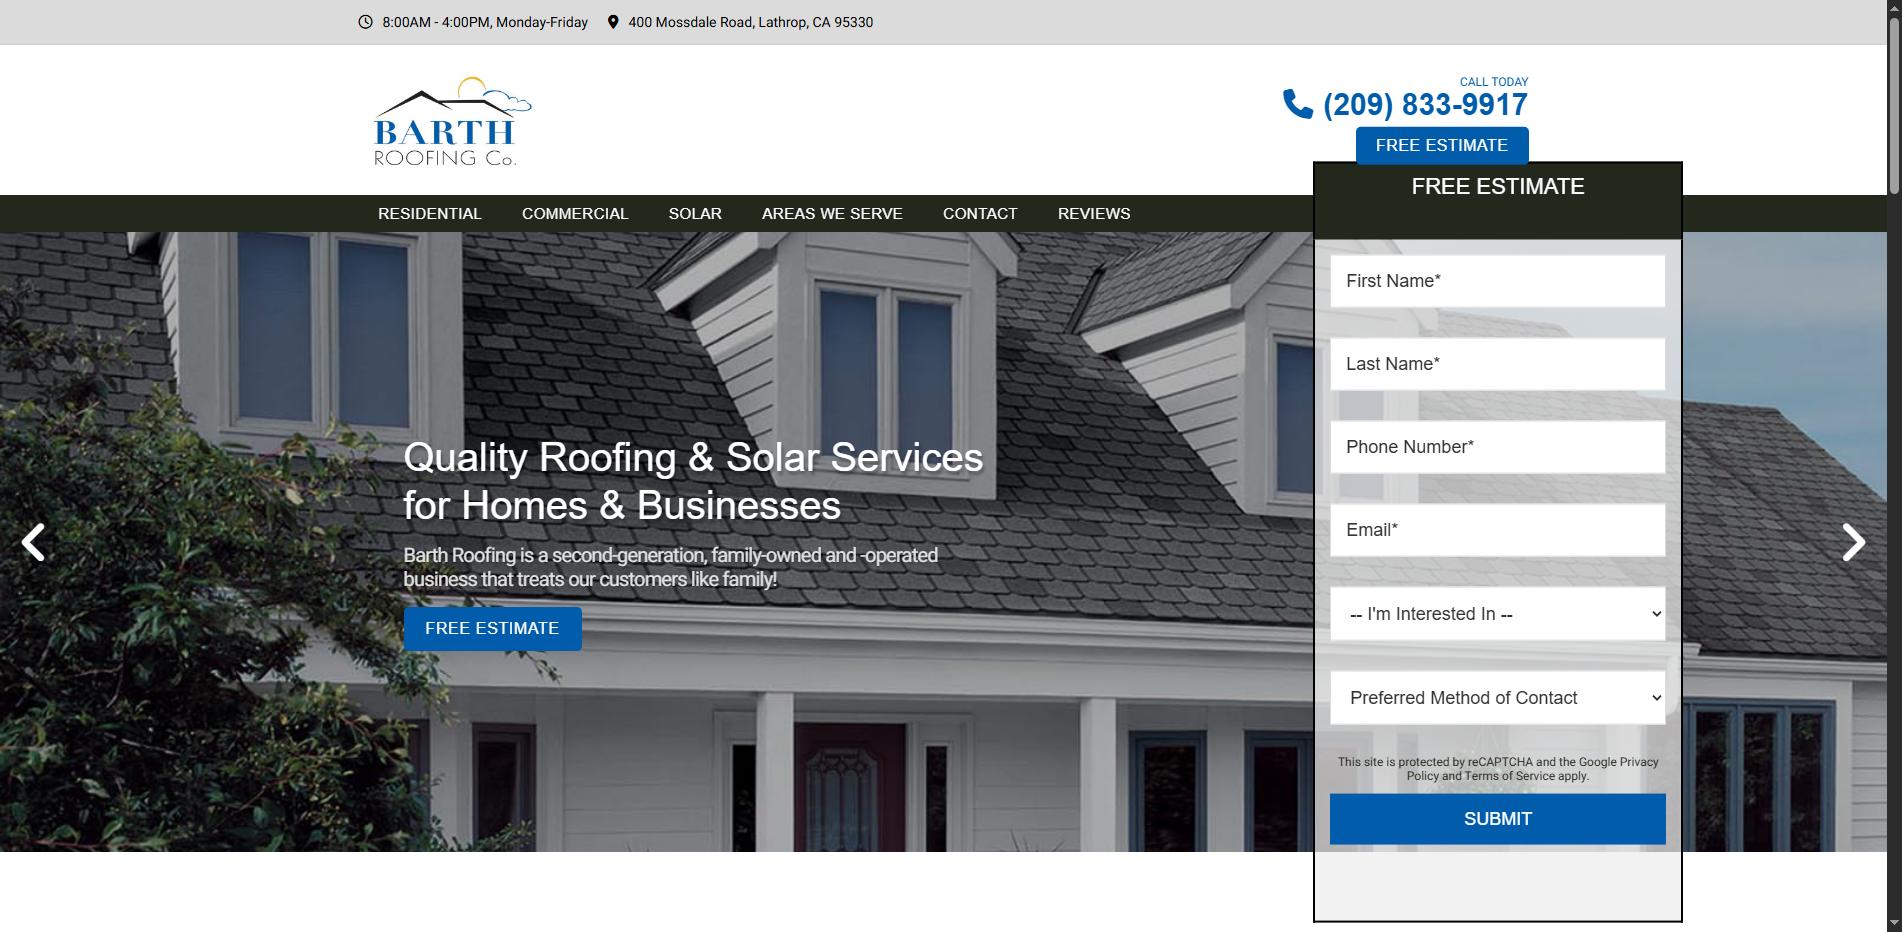 8:00AM - 4:00PM, Monday-Friday
400 Mossdale Road, Lathrop, CA 95330
BARTH
ROOFING Co.
CALL TODAY
(209) 833-9917
FREE ESTIMATE
RESIDENTIAL
COMMERCIAL
SOLAR
AREAS WE SERVE
CONTACT
REVIEWS
Quality Roofing & Solar Services
for Homes & Businesses
Barth Roofing is a second-generation, family-owned and -operated
business that treats our customers like family!
FREE ESTIMATE
FREE ESTIMATE
First Name*
Last Name*
Phone Number*
Email*
-- I'm Interested In --
Preferred Method of Contact
This site is protected by reCAPTCHA and the Google Privacy
Policy and Terms of Service apply.
SUBMIT